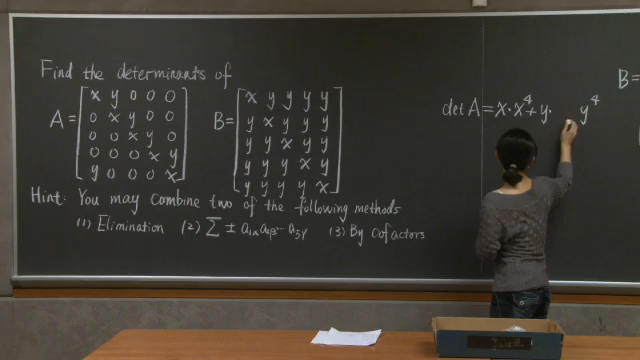 Find the determinants of
A = [ x y 0 0 0
0 x y 0 0
0 0 x y 0
0 0 0 x y
y 0 0 0 x ]
B = [ x y y y y
y x y y y
y y x y y
y y y x y
y y y y x ]
Hint: You may combine two of the following methods
(1) Elimination (2) ∑ ± a₁α a₂β … a₅γ (3) By cofactors
det A = x · x⁴ + y · y⁴
B =